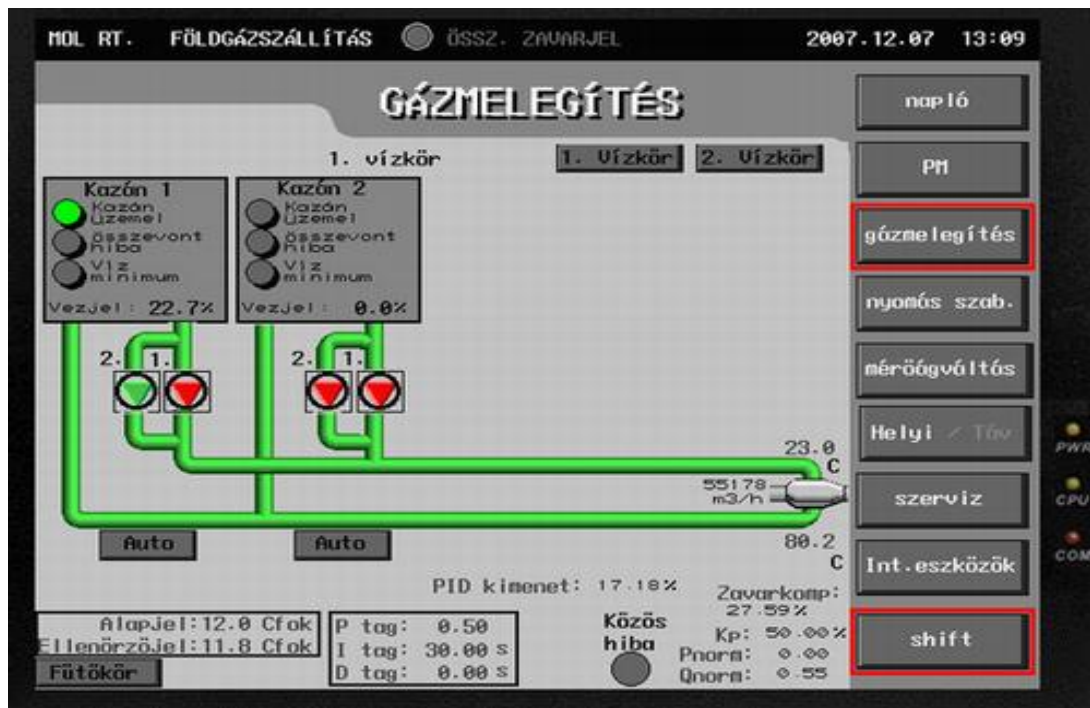 MOL RT. FÖLDGÁZSZÁLLÍTÁS ÖSSZ. ZAVARJEL 2007.12.07 13:09
GÁZMELEGÍTÉS
napló
1. vízkör 1. Vízkör 2. Vízkör
PM
Kazán 1
Kazán üzemel
összevont hiba
Víz minimum
Vezjel: 22.7%
Kazán 2
Kazán üzemel
összevont hiba
Víz minimum
Vezjel: 0.0%
gázmelegítés
nyomás szab.
2. 1.
2. 1.
mérőágváltás
Helyi / Táv
23.0
C
55178
m3/h
szerviz
Auto
Auto
80.2
C
Int.eszközök
PID kimenet: 17.18%
Zavarkomp:
27.59%
Alapjel:12.0 Cfok
Ellenörzöjel:11.8 Cfok
Fütökör
P tag: 0.50
I tag: 30.00 s
D tag: 0.00 s
Közös
hiba
Kp: 50.00%
Pnorm: 0.00
Qnorm: 0.55
shift
PWR
CPU
COM